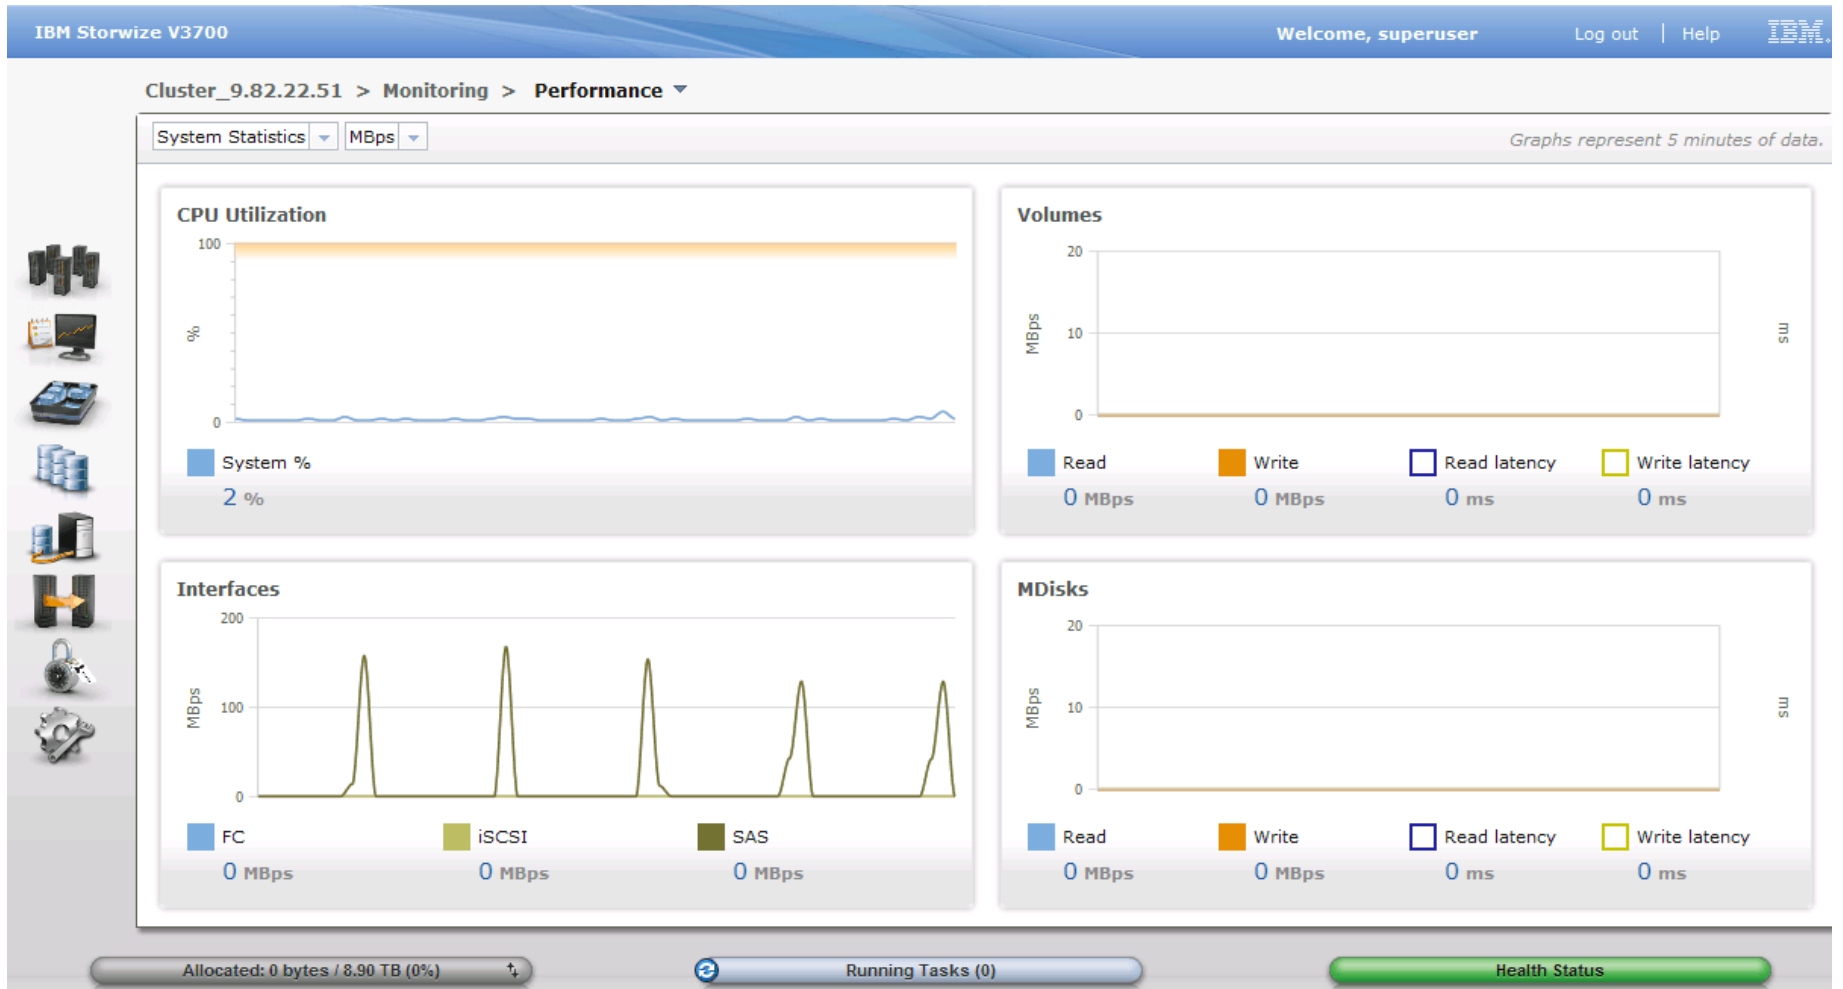 IBM Storwize V3700
Welcome, superuser
Log out | Help
IBM.
Cluster_9.82.22.51 > Monitoring > Performance
System Statistics MBps
Graphs represent 5 minutes of data.
CPU Utilization
100
%
0
System %
2 %
Volumes
20
MBps
10
ms
0
Read Write Read latency Write latency
0 MBps 0 MBps 0 ms 0 ms
Interfaces
200
MBps
100
0
FC iSCSI SAS
0 MBps 0 MBps 0 MBps
MDisks
20
MBps
10
ms
0
Read Write Read latency Write latency
0 MBps 0 MBps 0 ms 0 ms
Allocated: 0 bytes / 8.90 TB (0%)
Running Tasks (0)
Health Status